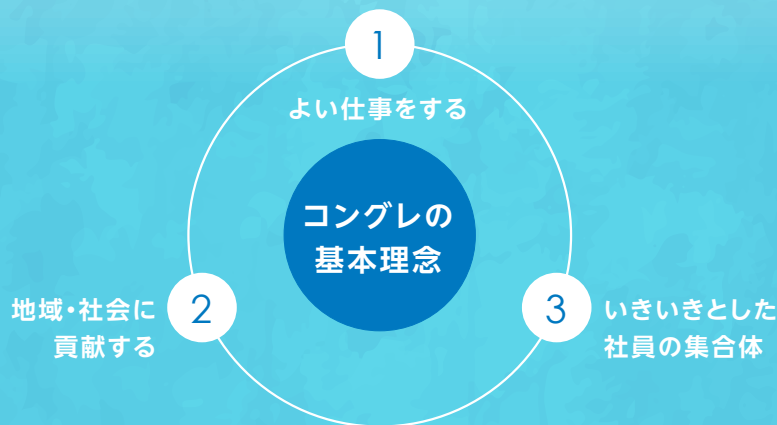 1
よい仕事をする
コングレの
基本理念
2
地域・社会に
貢献する
3
いきいきとした
社員の集合体